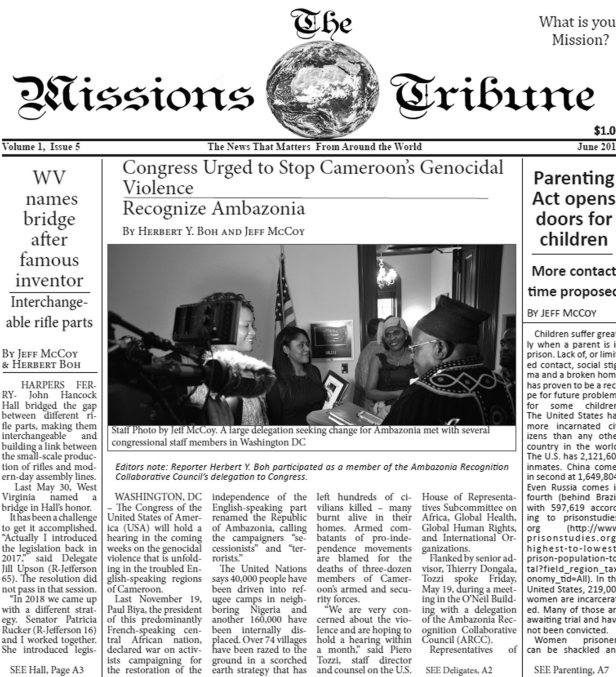 The
Missions Tribune
What is you
Mission?
$1.0
Volume 1, Issue 5
The News That Matters From Around the World
June 201
WV
names
bridge
after
famous
inventor
Interchange-
able rifle parts
By Jeff McCoy
& Herbert Boh
HARPERS FER-
RY- John Hancock
Hall bridged the gap
between different ri-
fle parts, making them
interchangeable and
building a link between
the small-scale produc-
tion of rifles and mod-
ern-day assembly lines.
Last May 30, West
Virginia named a
bridge in Hall's honor.
It has been a challenge
to get it accomplished.
"Actually I introduced
the legislation back in
2017," said Delegate
Jill Upson (R-Jefferson
65). The resolution did
not pass in that session.
"In 2018 we came up
with a different strat-
egy. Senator Patricia
Rucker (R-Jefferson 16)
and I worked together.
She introduced legis-
SEE Hall, Page A3
Congress Urged to Stop Cameroon's Genocidal
Violence
Recognize Ambazonia
By Herbert Y. Boh and Jeff McCoy
Staff Photo by Jeff McCoy. A large delegation seeking change for Ambazonia met with several
congressional staff members in Washington DC
Editors note: Reporter Herbert Y. Boh participated as a member of the Ambazonia Recognition
Collaborative Council's delegation to Congress.
WASHINGTON, DC
– The Congress of the
United States of Amer-
ica (USA) will hold a
hearing in the coming
weeks on the genocidal
violence that is unfold-
ing in the troubled En-
glish-speaking regions
of Cameroon.
Last November 19,
Paul Biya, the president
of this predominantly
French-speaking cen-
tral African nation,
declared war on activ-
ists campaigning for
the restoration of the
independence of the
English-speaking part
renamed the Republic
of Ambazonia, calling
the campaigners "se-
cessionists" and "ter-
rorists."
The United Nations
says 40,000 people have
been driven into ref-
ugee camps in neigh-
boring Nigeria and
another 160,000 have
been internally dis-
placed. Over 74 villages
have been razed to the
ground in a scorched
earth strategy that has
left hundreds of ci-
vilians killed – many
burnt alive in their
homes. Armed com-
batants of pro-inde-
pendence movements
are blamed for the
deaths of three-dozen
members of Camer-
oon's armed and secu-
rity forces.
"We are very con-
cerned about the vio-
lence and are hoping to
hold a hearing within
a month," said Piero
Tozzi, staff director
and counsel on the U.S.
House of Representa-
tives Subcommittee on
Africa, Global Health,
Global Human Rights,
and International Or-
ganizations.
Flanked by senior ad-
visor, Thierry Dongala,
Tozzi spoke Friday,
May 19, during a meet-
ing in the O'Neil Build-
ing with a delegation
of the Ambazonia Rec-
ognition Collaborative
Council (ARCC).
Representatives of
SEE Deligates, A2
Parenting
Act opens
doors for
children
More contact
time proposed
BY JEFF MCCOY
Children suffer great
ly when a parent is i
prison. Lack of, or limi
ed contact, social stig
ma and a broken hom
has proven to be a rec
pe for future problem
for some children
The United States ha
more incarnated cit
izens than any othe
country in the world
The U.S. has 2,121,60
inmates. China come
in second at 1,649,804
Even Russia comes i
fourth (behind Brazi
with 597,619 accord
ing to prisonstudies
org (http://www
prisonstudies.org
highest-to-lowest
prison-population-to
tal?field_region_tax
onomy_tid=All). In th
United States, 219,00
women are incarcerat
ed. Many of those ar
awaiting trial and hav
not been convicted.
Women prisoner
can be shackled an
SEE Parenting, A7